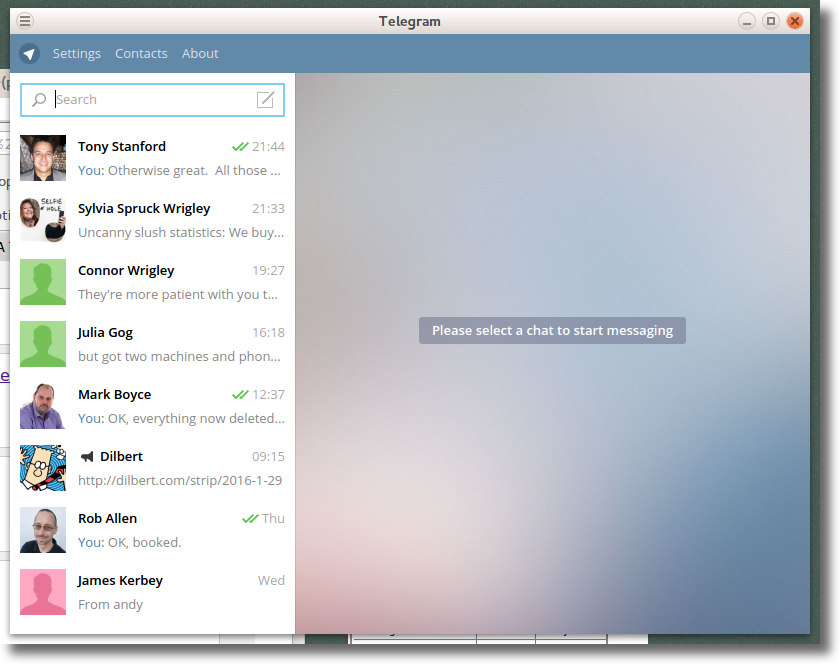 Telegram
Settings Contacts About
Search
Tony Stanford 21:44
You: Otherwise great. All those ...
Sylvia Spruck Wrigley 21:33
SELFIE
HOLE
Uncanny slush statistics: We buy...
Connor Wrigley 19:27
They're more patient with you t...
Julia Gog 16:18
but got two machines and phon...
Please select a chat to start messaging
Mark Boyce 12:37
You: OK, everything now deleted...
Dilbert 09:15
http://dilbert.com/strip/2016-1-29
Rob Allen Thu
You: OK, booked.
James Kerbey Wed
From andy